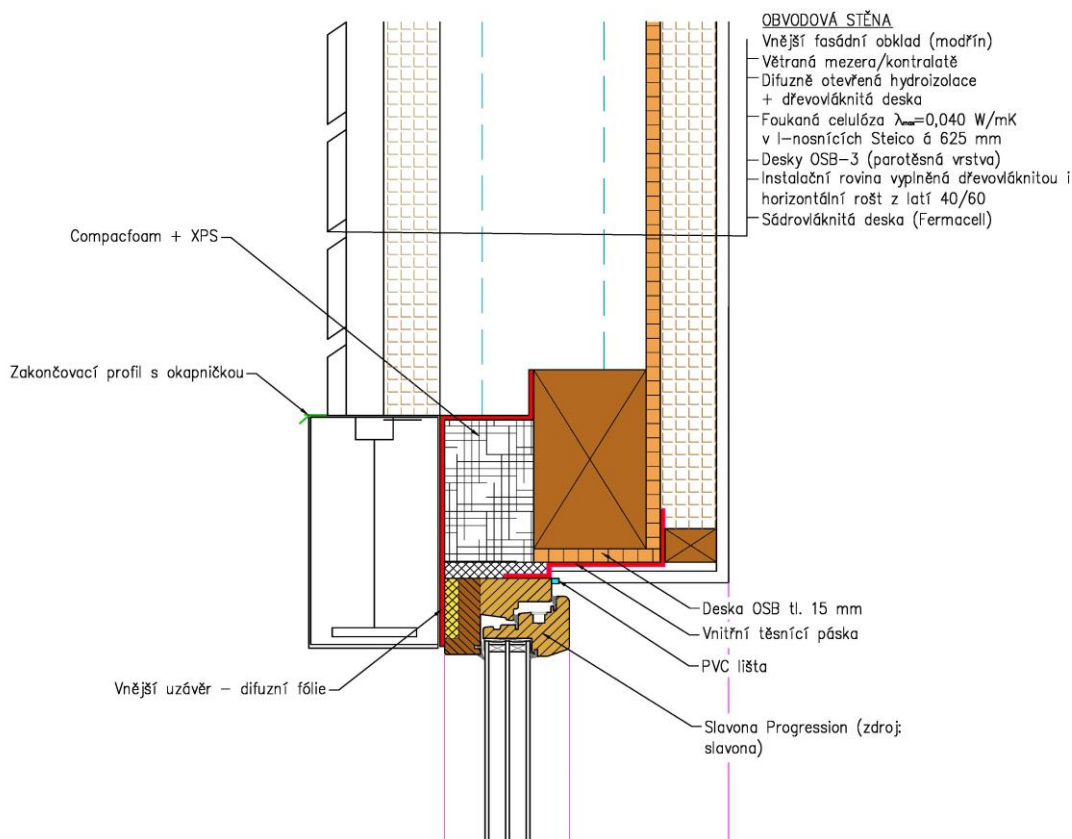 OBVODOVÁ STĚNA
Vnější fasádní obklad (modřín)
Větraná mezera/kontralatě
Difuzně otevřená hydroizolace
+ dřevovláknitá deska
Foukaná celulóza λ=0,040 W/mK
v I-nosnících Steico á 625 mm
Desky OSB-3 (parotěsná vrstva)
Instalační rovina vyplněná dřevovláknitou i
horizontální rošt z latí 40/60
Sádrovláknitá deska (Fermacell)
Compacfoam + XPS
Zakončovací profil s okapničkou
Deska OSB tl. 15 mm
Vnitřní těsnící páska
PVC lišta
Vnější uzávěr – difuzní fólie
Slavona Progression (zdroj:
slavona)